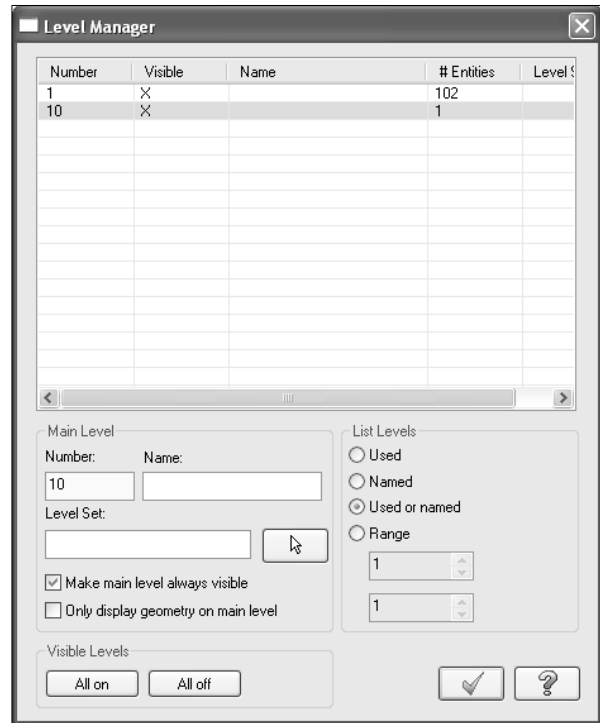 Level Manager
Number Visible Name # Entities Level S
1 X 102
10 X 1
Main Level
Number: Name:
10
Level Set:
Make main level always visible
Only display geometry on main level
List Levels
Used
Named
Used or named
Range
1
1
Visible Levels
All on All off